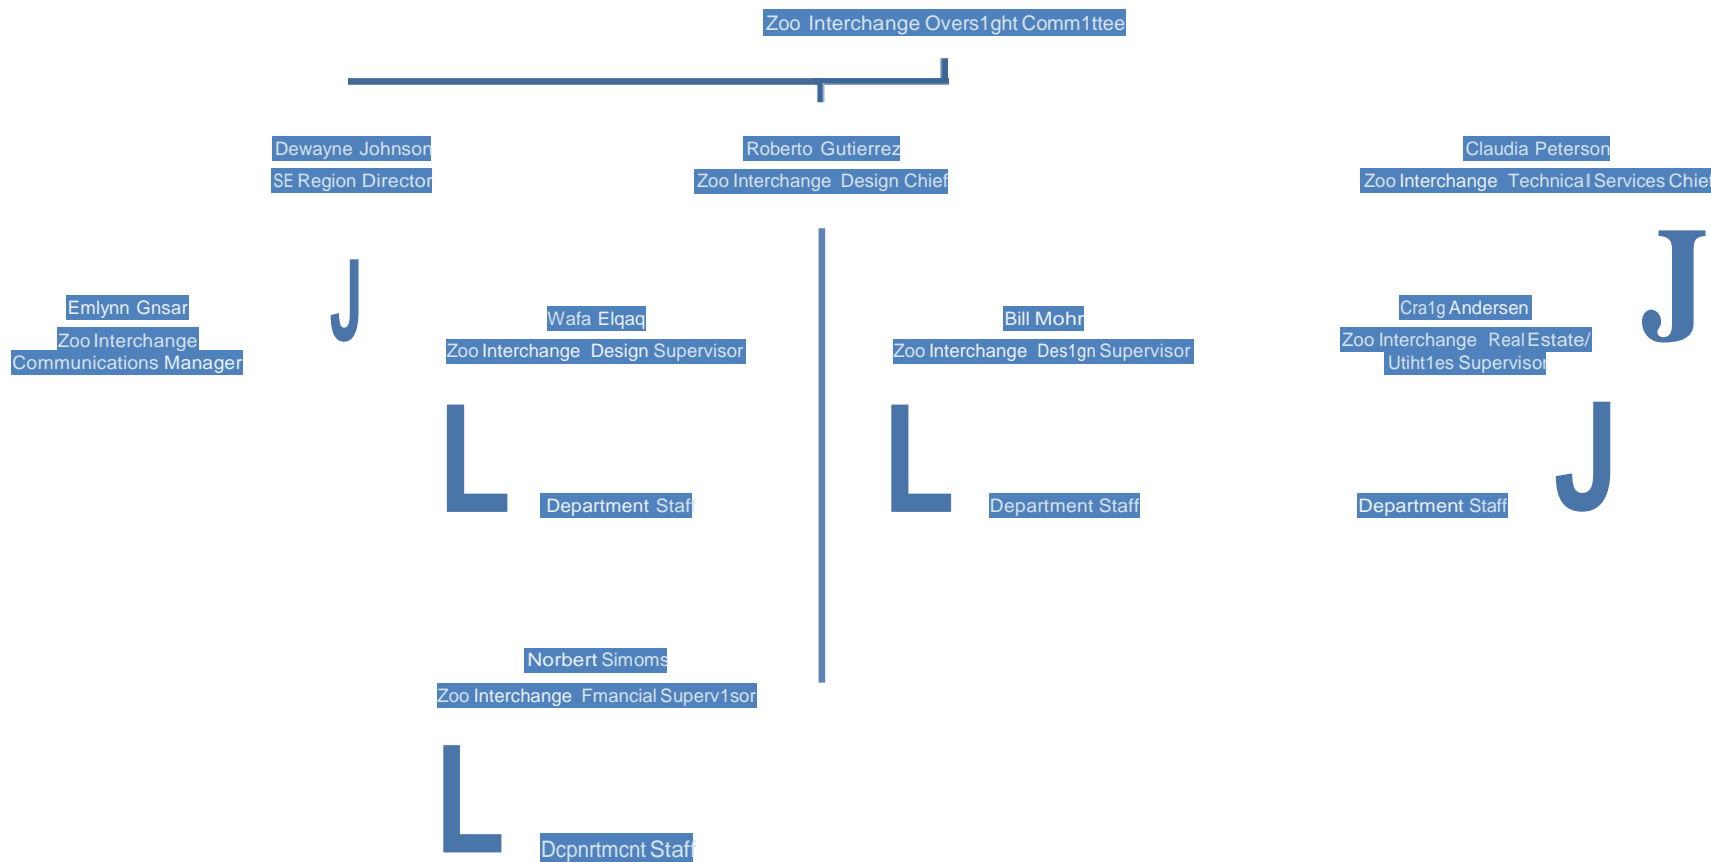 Zoo Interchange Overs1ght Comm1ttee
Dewayne Johnson
SE Region Director
Roberto Gutierrez
Zoo Interchange Design Chief
Claudia Peterson
Zoo Interchange Technical Services Chief
Emlynn Gnsar
Zoo Interchange
Communications Manager
J
Wafa Elqaq
Zoo Interchange Design Supervisor
Bill Mohr
Zoo Interchange Des1gn Supervisor
Cra1g Andersen
Zoo Interchange Real Estate/
Utiht1es Supervisor
J
L
Department Staff
L
Department Staff
Department Staff
J
Norbert Simoms
Zoo Interchange Fmancial Superv1sor
L
Dcpnrtmcnt Staff